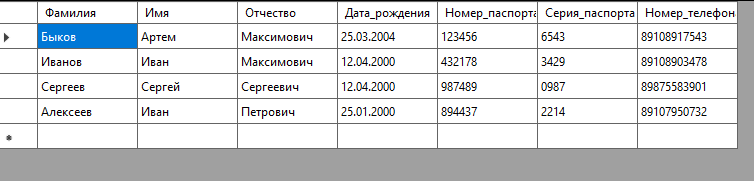 Фамилия Имя Отчество Дата_рождения Номер_паспорта Серия_паспорта Номер_телефона
Быков Артем Максимович 25.03.2004 123456 6543 89108917543
Иванов Иван Максимович 12.04.2000 432178 3429 89108903478
Сергеев Сергей Сергеевич 12.04.2000 987489 0987 89875583901
Алексеев Иван Петрович 25.01.2000 894437 2214 89107950732